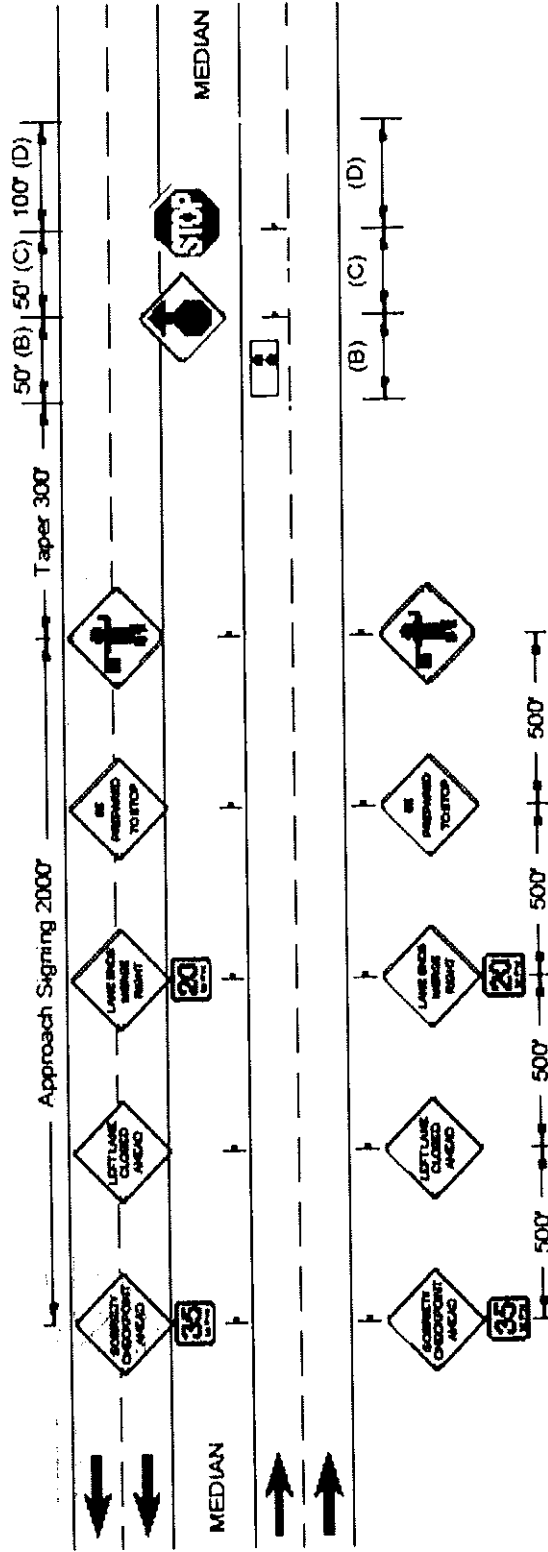 Approach Signing 2000'
Taper 300'
50' (B)
50' (C)
100' (D)
MEDIAN
MEDIAN
SOBRIETY
CHECKPOINT
AHEAD
35
LEFT LANE
CLOSED
AHEAD
LANE ENDS
MERGE
RIGHT
20
BE
PREPARED
TO STOP
STOP
SOBRIETY
CHECKPOINT
AHEAD
35
LEFT LANE
CLOSED
AHEAD
LANE ENDS
MERGE
RIGHT
20
BE
PREPARED
TO STOP
(B)
(C)
(D)
500'
500'
500'
500'